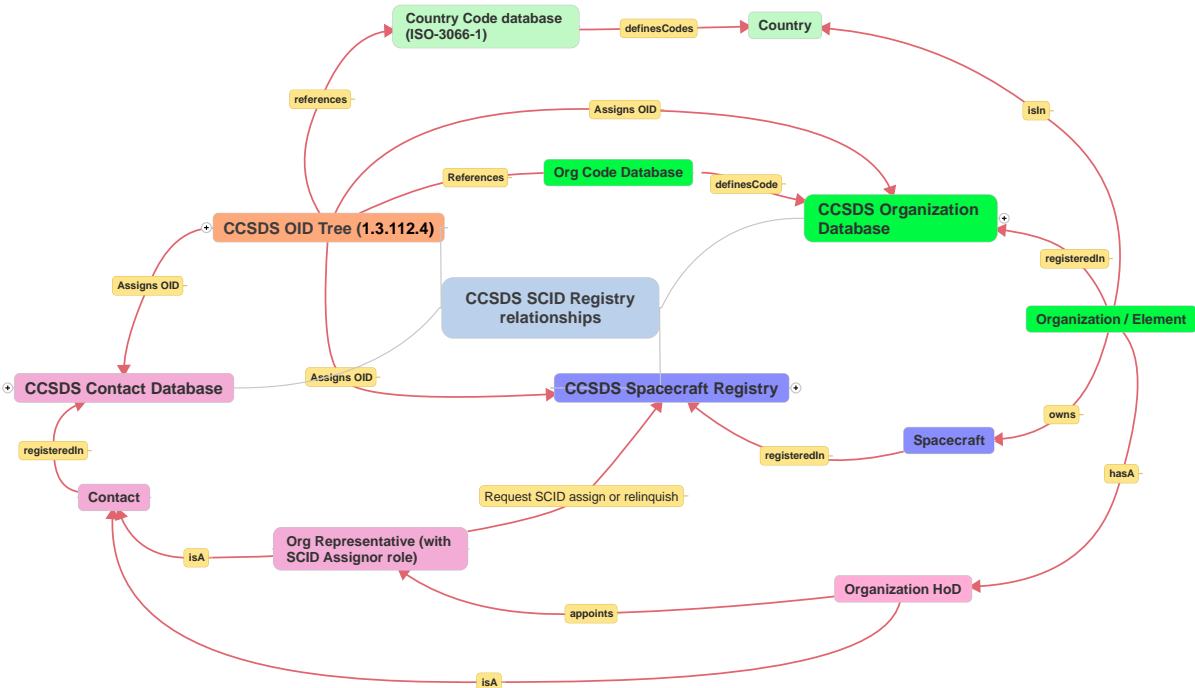 Country Code database
(ISO-3066-1)
definesCodes
Country
references
Assigns OID
isIn
References
Org Code Database
definesCode
CCSDS Organization
Database
CCSDS OID Tree (1.3.112.4)
registeredIn
Assigns OID
CCSDS SCID Registry
relationships
Organization / Element
Assigns OID
CCSDS Contact Database
CCSDS Spacecraft Registry
owns
Spacecraft
registeredIn
registeredIn
hasA
Contact
Request SCID assign or relinquish
Org Representative (with
SCID Assignor role)
isA
Organization HoD
appoints
isA